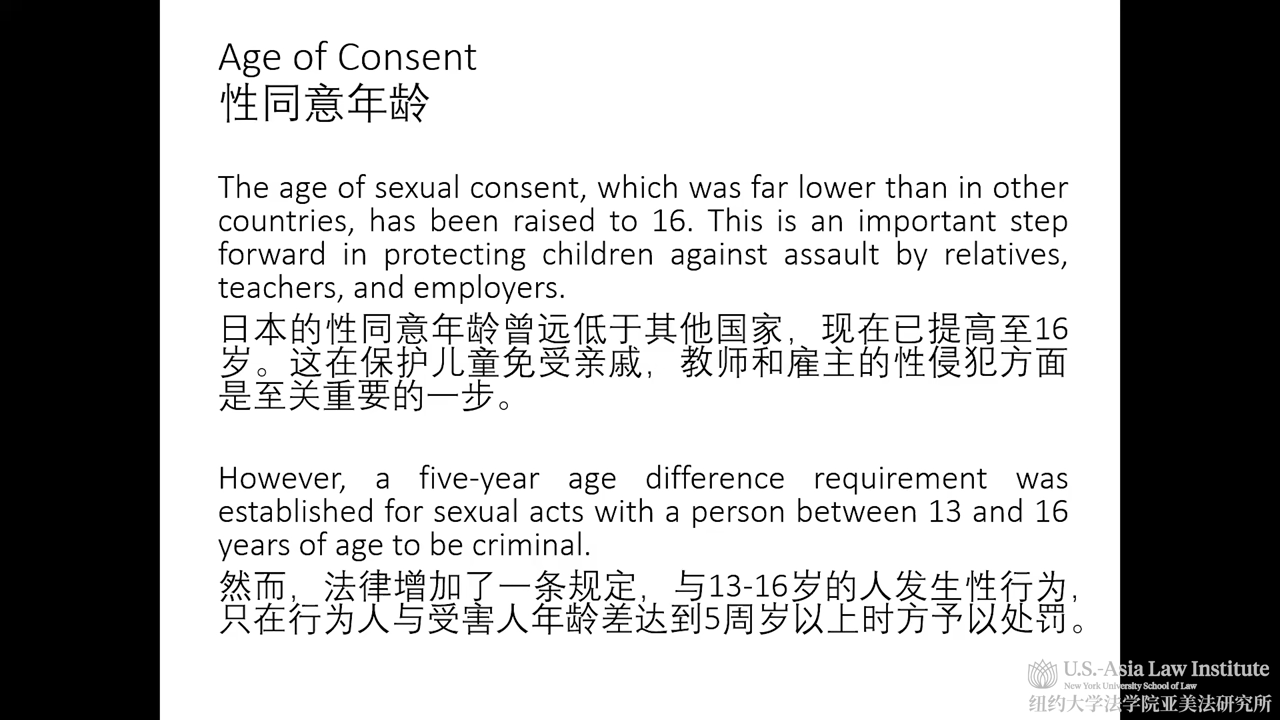 Age of Consent
性同意年龄
The age of sexual consent, which was far lower than in other
countries, has been raised to 16. This is an important step
forward in protecting children against assault by relatives,
teachers, and employers.
日本的性同意年龄曾远低于其他国家，现在已提高至16
岁。这在保护儿童免受亲戚，教师和雇主的性侵犯方面
是至关重要的一步。
However, a five-year age difference requirement was
established for sexual acts with a person between 13 and 16
years of age to be criminal.
然而，法律增加了一条规定，与13-16岁的人发生性行为，
只在行为人与受害人年龄差达到5周岁以上时方予以处罚。
U.S.-Asia Law Institute
New York University School of Law
纽约大学法学院亚美法研究所